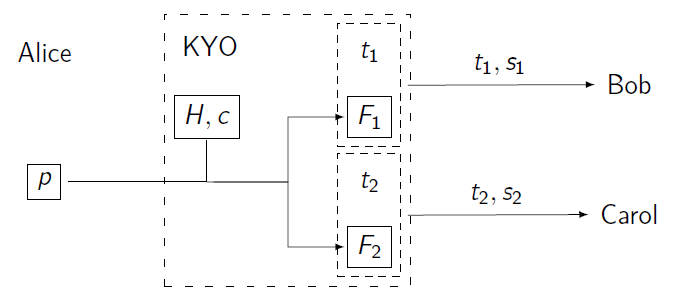 Alice
KYO
t₁
t₁, s₁
Bob
H, c
F₁
p
t₂
t₂, s₂
Carol
F₂